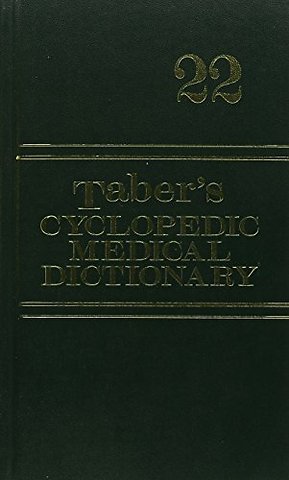 22
Taber's
CYCLOPEDIC
MEDICAL
DICTIONARY